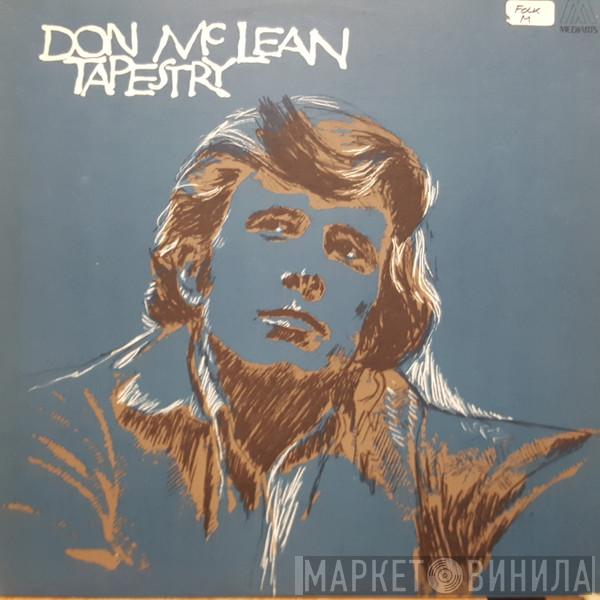 DON McLEAN
TAPESTRY
FOLK
M
MEDIARTS
МАРКЕТ ВИНИЛА